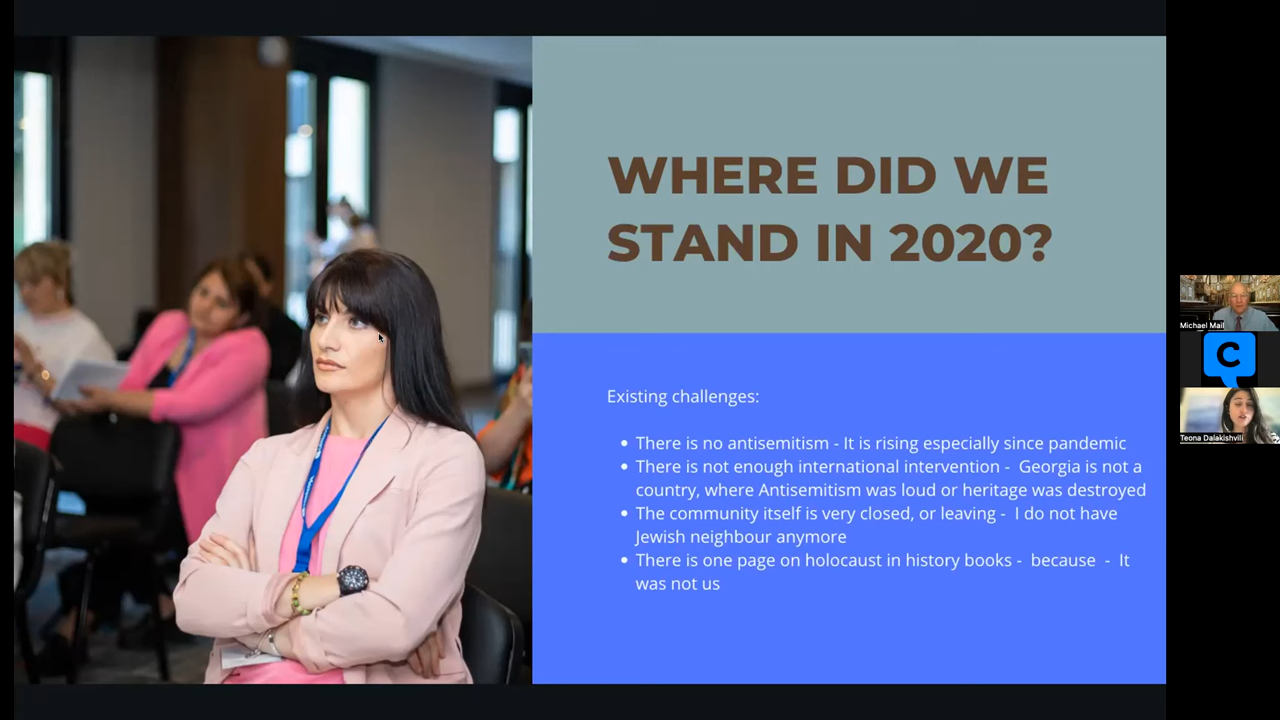 WHERE DID WE
STAND IN 2020?
Existing challenges:
There is no antisemitism - It is rising especially since pandemic
There is not enough international intervention - Georgia is not a
country, where Antisemitism was loud or heritage was destroyed
The community itself is very closed, or leaving - I do not have
Jewish neighbour anymore
There is one page on holocaust in history books - because - It
was not us
Michael Mail
C
Teona Dalakishvili